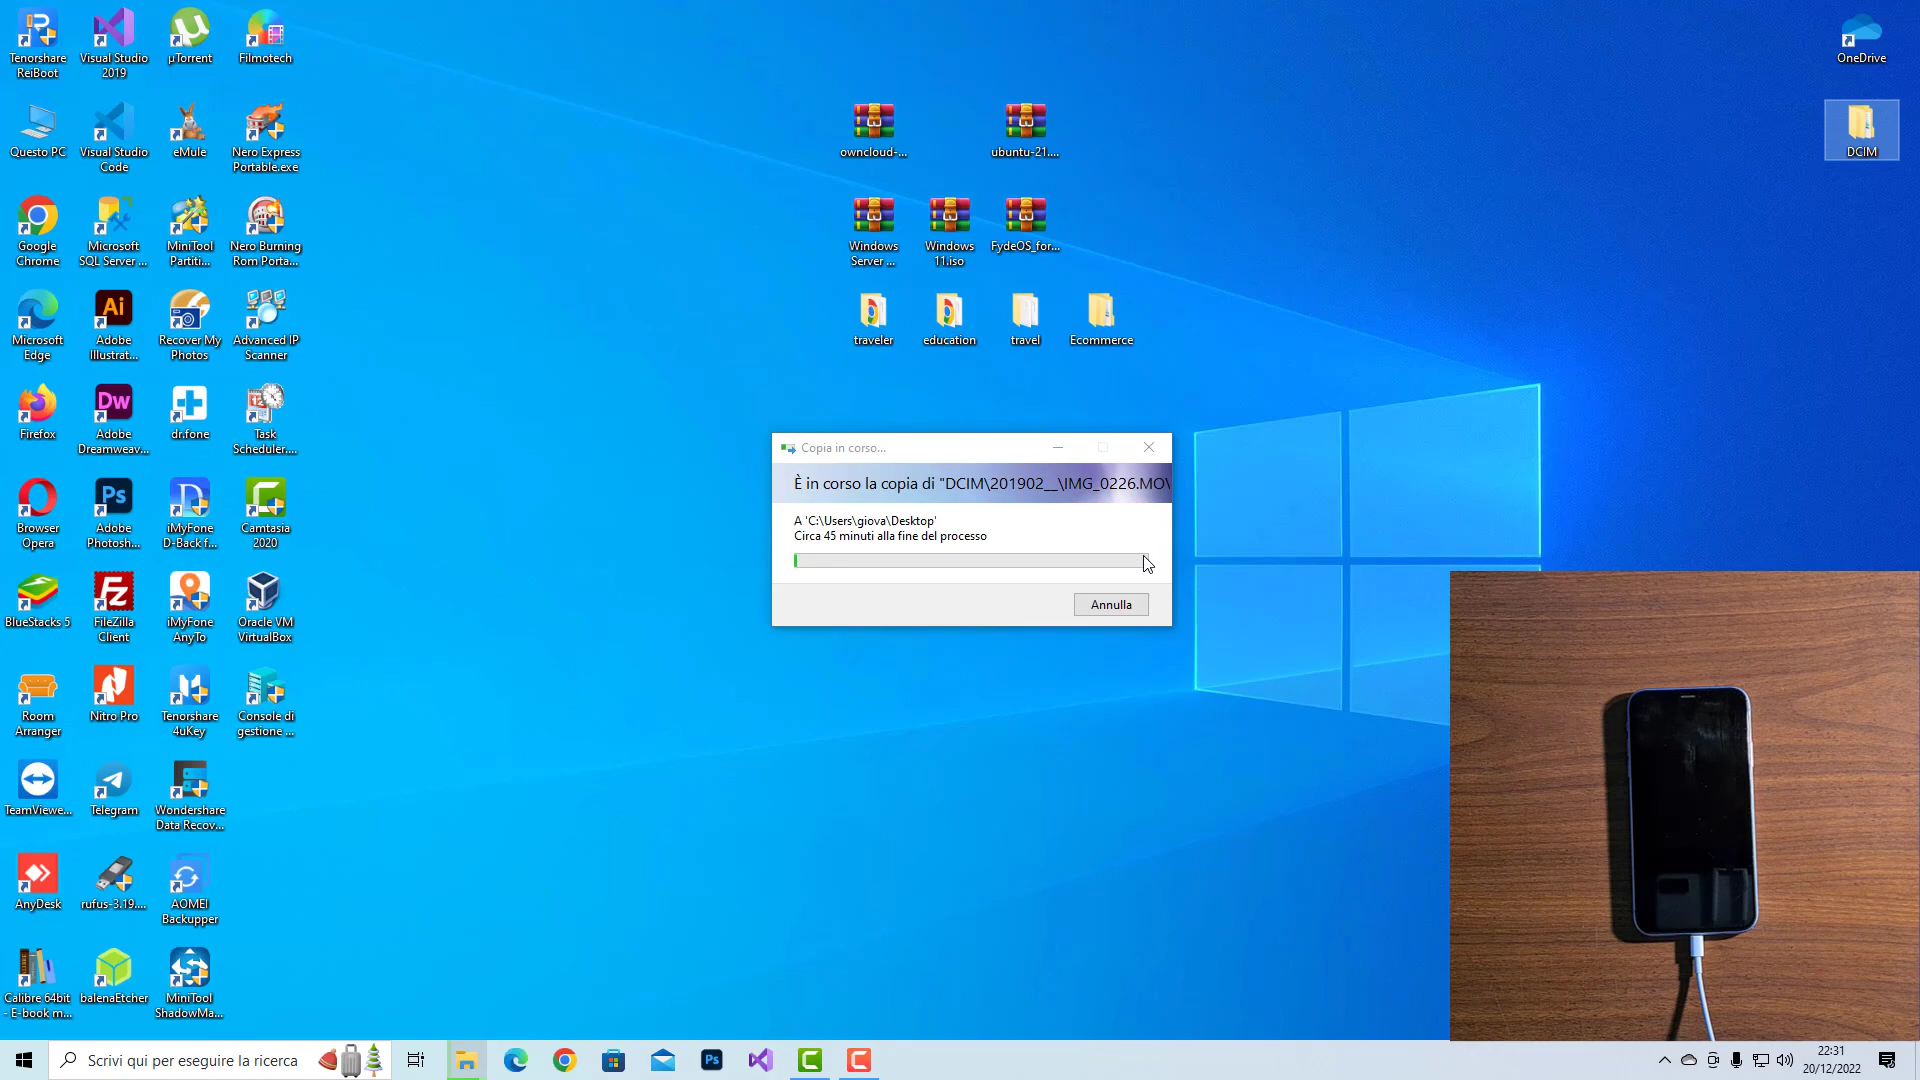 Tenorshare
ReiBoot
Visual Studio
2019
µTorrent
Filmotech
Questo PC
Visual Studio
Code
eMule
Nero Express
Portable.exe
Google
Chrome
Microsoft
SQL Server ...
MiniTool
Partiti...
Nero Burning
Rom Porta...
Microsoft
Edge
Adobe
Illustrat...
Recover My
Photos
Advanced IP
Scanner
Firefox
Adobe
Dreamweav...
dr.fone
Task
Scheduler....
Browser
Opera
Adobe
Photosh...
iMyFone
D-Back f...
Camtasia
2020
BlueStacks 5
FileZilla
Client
iMyFone
AnyTo
Oracle VM
VirtualBox
Room
Arranger
Nitro Pro
Tenorshare
4uKey
Console di
gestione ...
TeamViewe...
Telegram
Wondershare
Data Recov...
AnyDesk
rufus-3.19....
AOMEI
Backupper
Calibre 64bit
- E-book m...
balenaEtcher
MiniTool
ShadowMa...
owncloud-...
ubuntu-21....
Windows
Server ...
Windows
11.iso
FydeOS_for...
traveler
education
travel
Ecommerce
OneDrive
DCIM
Copia in corso...
È in corso la copia di "DCIM\201902__\IMG_0226.MOV
A 'C:\Users\giova\Desktop'
Circa 45 minuti alla fine del processo
Annulla
Scrivi qui per eseguire la ricerca
22:31
20/12/2022